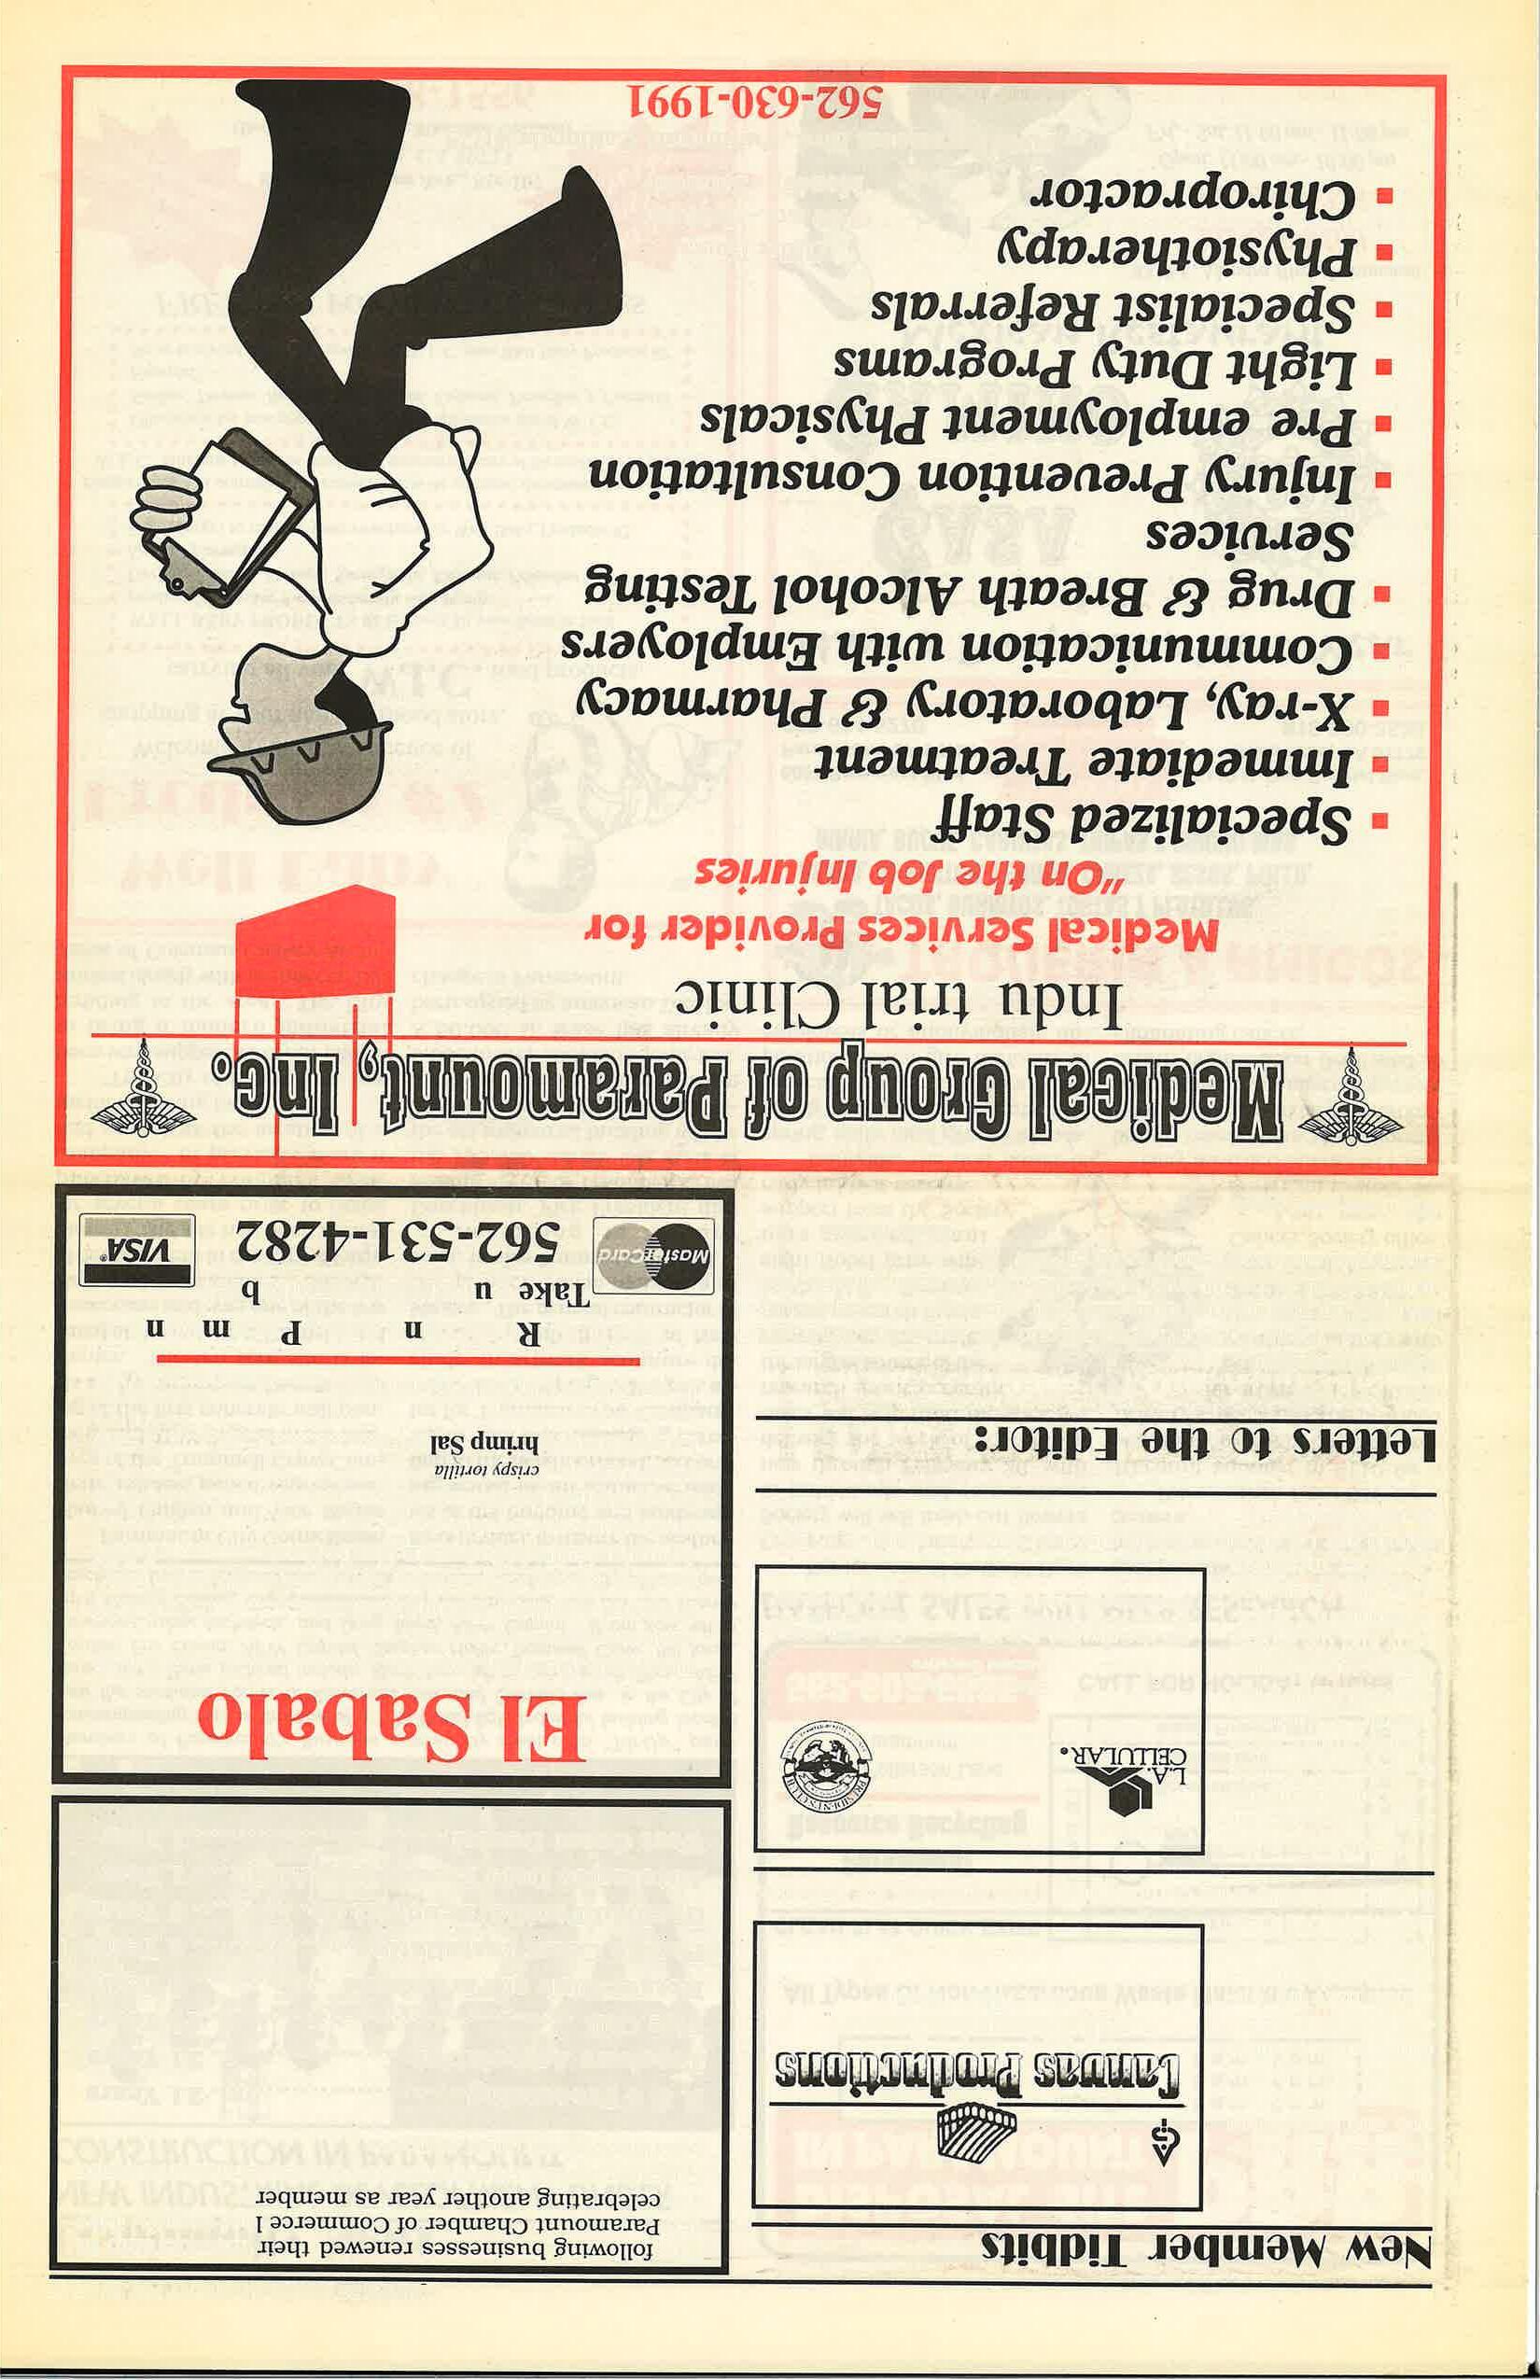 New Member Tidbits
Canvas Productions
L.A.
CELLULAR®
Letters to the Editor:
following businesses renewed their
Paramount Chamber of Commerce
celebrating another year as member
El Sabalo
crispy tortilla
hrimp Sal
R n P m n
Take u b
MasterCard
562-531-4282
VISA®
Medical Group of Paramount, Inc.
Indu trial Clinic
Medical Services Provider for
"On the Job Injuries
▪ Specialized Staff
▪ Immediate Treatment
▪ X-ray, Laboratory & Pharmacy
▪ Communication with Employers
▪ Drug & Breath Alcohol Testing
Services
▪ Injury Prevention Consultation
▪ Pre employment Physicals
▪ Light Duty Programs
▪ Specialist Referrals
▪ Physiotherapy
▪ Chiropractor
562-630-1991